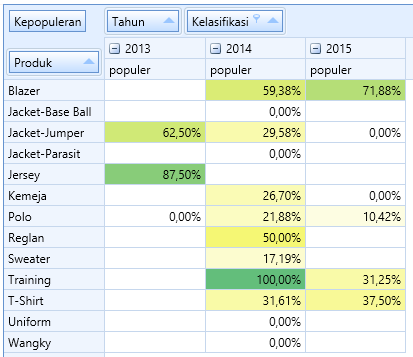 Kepopuleran Tahun Kelasifikasi
Produk 2013 2014 2015
populer populer populer
Blazer 59,38% 71,88%
Jacket-Base Ball 0,00%
Jacket-Jumper 62,50% 29,58% 0,00%
Jacket-Parasit 0,00%
Jersey 87,50%
Kemeja 26,70% 0,00%
Polo 0,00% 21,88% 10,42%
Reglan 50,00%
Sweater 17,19%
Training 100,00% 31,25%
T-Shirt 31,61% 37,50%
Uniform 0,00%
Wangky 0,00%